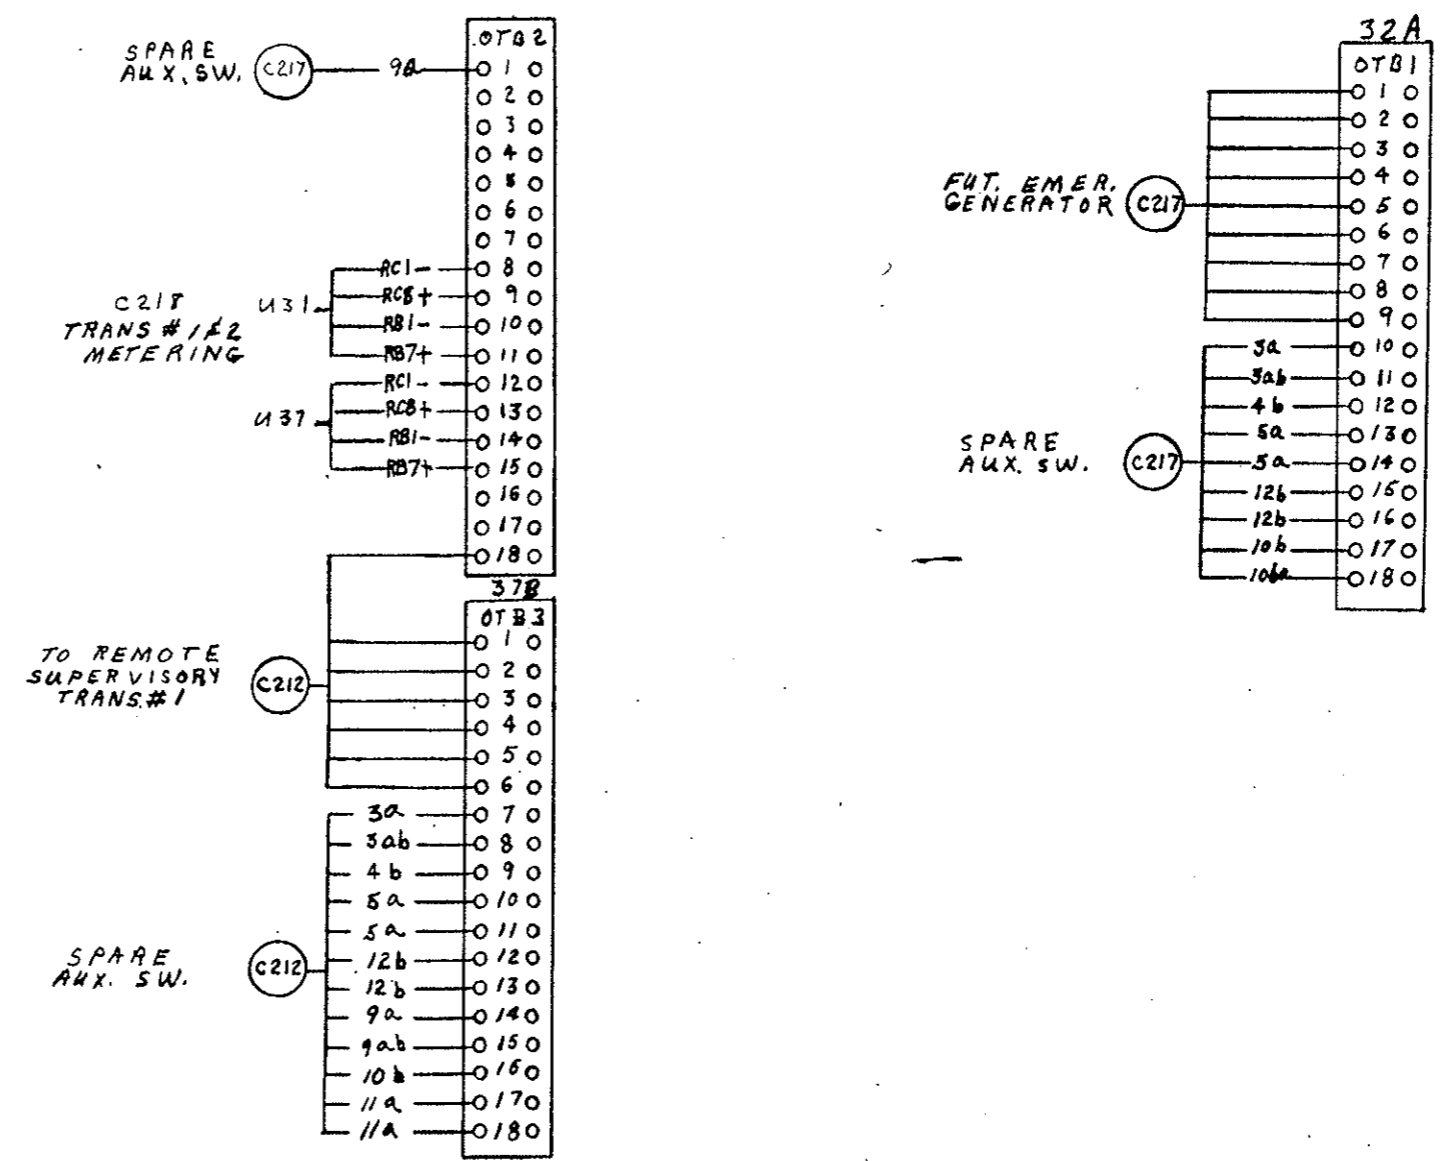 OTB2
SPARE
AUX. SW.
C217
9a
1
2
3
4
5
6
7
RC1-
8
RC8+
9
RB1-
10
RB7+
11
C218
TRANS #1&2
METERING
U31
RC1-
12
RC8+
13
RB1-
14
RB7+
15
U37
16
17
18
37B
OTB3
1
2
3
4
5
6
TO REMOTE
SUPERVISORY
TRANS.#1
C212
3a
7
3ab
8
4b
9
5a
10
5a
11
12b
12
12b
13
9a
14
9ab
15
10b
16
11a
17
11a
18
SPARE
AUX. SW.
C212
32A
OTB1
1
2
3
4
5
6
7
8
9
FUT. EMER.
GENERATOR
C217
3a
10
3ab
11
4b
12
5a
13
5a
14
12b
15
12b
16
10b
17
18
SPARE
AUX. SW.
C217